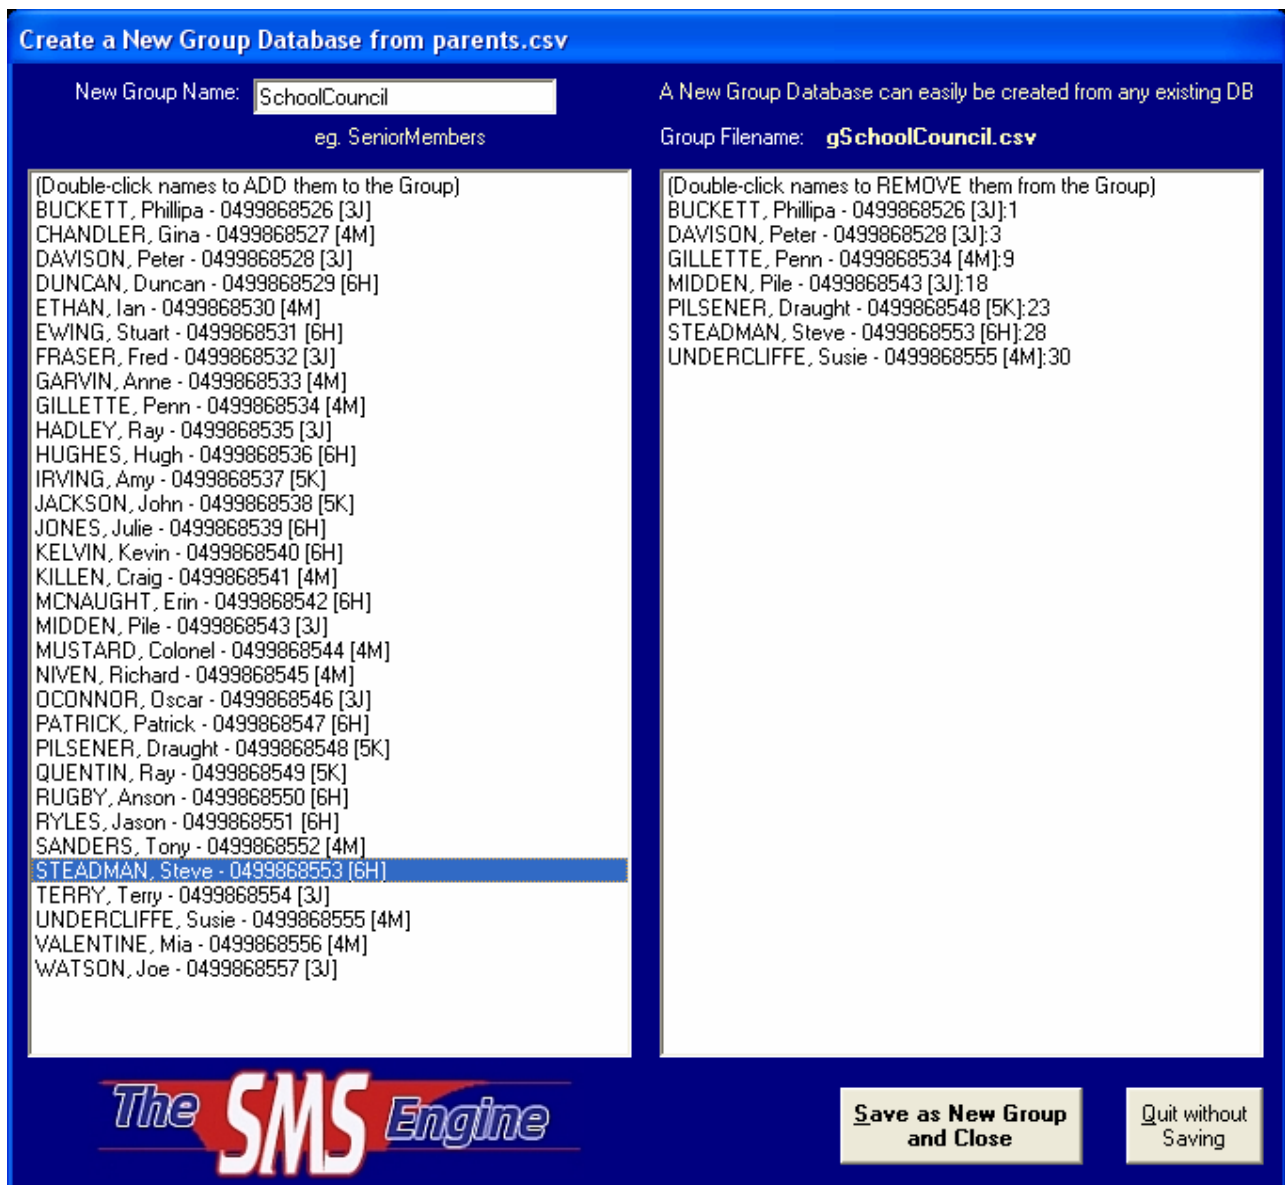 Create a New Group Database from parents.csv
New Group Name: SchoolCouncil
eg. SeniorMembers
A New Group Database can easily be created from any existing DB
Group Filename: gSchoolCouncil.csv
(Double-click names to ADD them to the Group)
BUCKETT, Phillipa - 0499868526 [3J]
CHANDLER, Gina - 0499868527 [4M]
DAVISON, Peter - 0499868528 [3J]
DUNCAN, Duncan - 0499868529 [6H]
ETHAN, Ian - 0499868530 [4M]
EWING, Stuart - 0499868531 [6H]
FRASER, Fred - 0499868532 [3J]
GARVIN, Anne - 0499868533 [4M]
GILLETTE, Penn - 0499868534 [4M]
HADLEY, Ray - 0499868535 [3J]
HUGHES, Hugh - 0499868536 [6H]
IRVING, Amy - 0499868537 [5K]
JACKSON, John - 0499868538 [5K]
JONES, Julie - 0499868539 [6H]
KELVIN, Kevin - 0499868540 [6H]
KILLEN, Craig - 0499868541 [4M]
MCNAUGHT, Erin - 0499868542 [6H]
MIDDEN, Pile - 0499868543 [3J]
MUSTARD, Colonel - 0499868544 [4M]
NIVEN, Richard - 0499868545 [4M]
OCONNOR, Oscar - 0499868546 [3J]
PATRICK, Patrick - 0499868547 [6H]
PILSENER, Draught - 0499868548 [5K]
QUENTIN, Ray - 0499868549 [5K]
RUGBY, Anson - 0499868550 [6H]
RYLES, Jason - 0499868551 [6H]
SANDERS, Tony - 0499868552 [4M]
STEADMAN, Steve - 0499868553 [6H]
TERRY, Terry - 0499868554 [3J]
UNDERCLIFFE, Susie - 0499868555 [4M]
VALENTINE, Mia - 0499868556 [4M]
WATSON, Joe - 0499868557 [3J]
(Double-click names to REMOVE them from the Group)
BUCKETT, Phillipa - 0499868526 [3J]:1
DAVISON, Peter - 0499868528 [3J]:3
GILLETTE, Penn - 0499868534 [4M]:9
MIDDEN, Pile - 0499868543 [3J]:18
PILSENER, Draught - 0499868548 [5K]:23
STEADMAN, Steve - 0499868553 [6H]:28
UNDERCLIFFE, Susie - 0499868555 [4M]:30
The SMS Engine
Save as New Group
and Close
Quit without
Saving